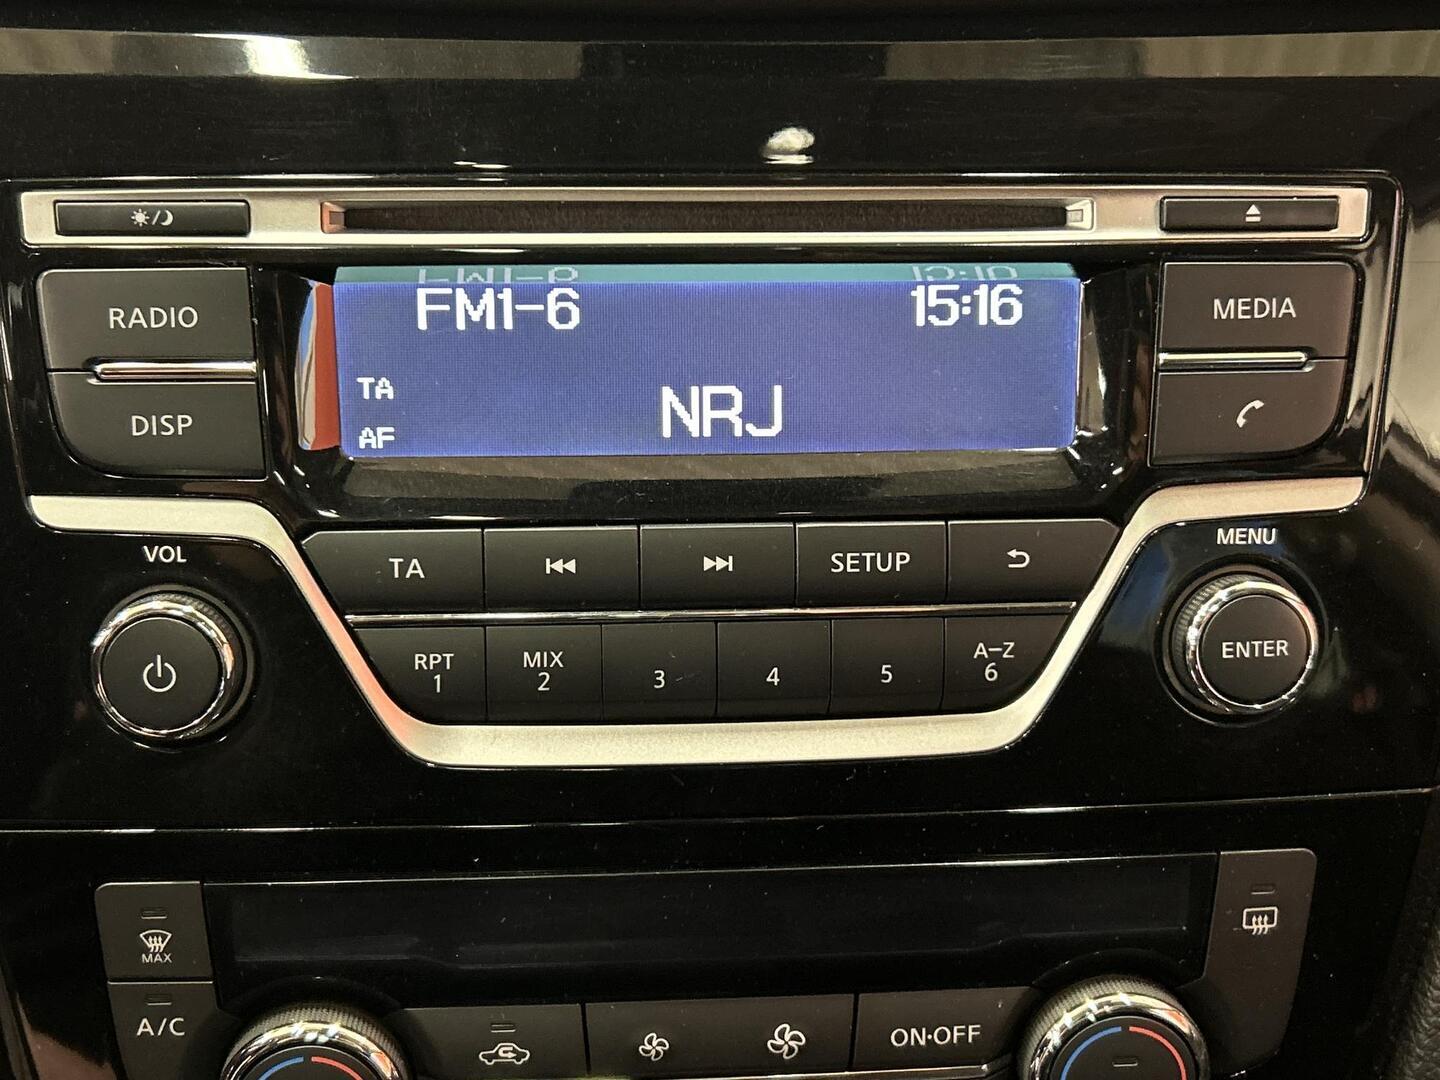 RADIO
DISP
FM1-6
15:16
TA
AF
NRJ
MEDIA
VOL
TA
SETUP
MENU
ENTER
RPT
1
MIX
2
3
4
5
A-Z
6
MAX
A/C
ON·OFF